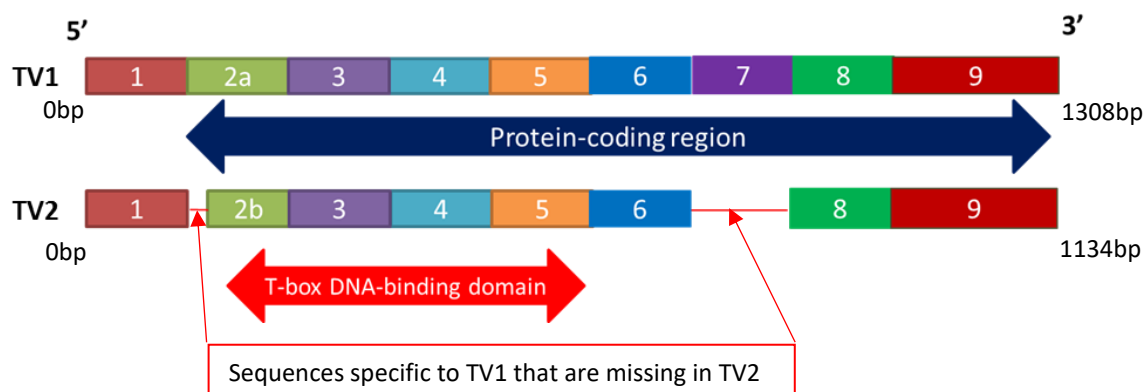 5’ 3’
TV1 1 2a 3 4 5 6 7 8 9
0bp 1308bp
Protein-coding region
TV2 1 2b 3 4 5 6 8 9
0bp 1134bp
T-box DNA-binding domain
Sequences specific to TV1 that are missing in TV2